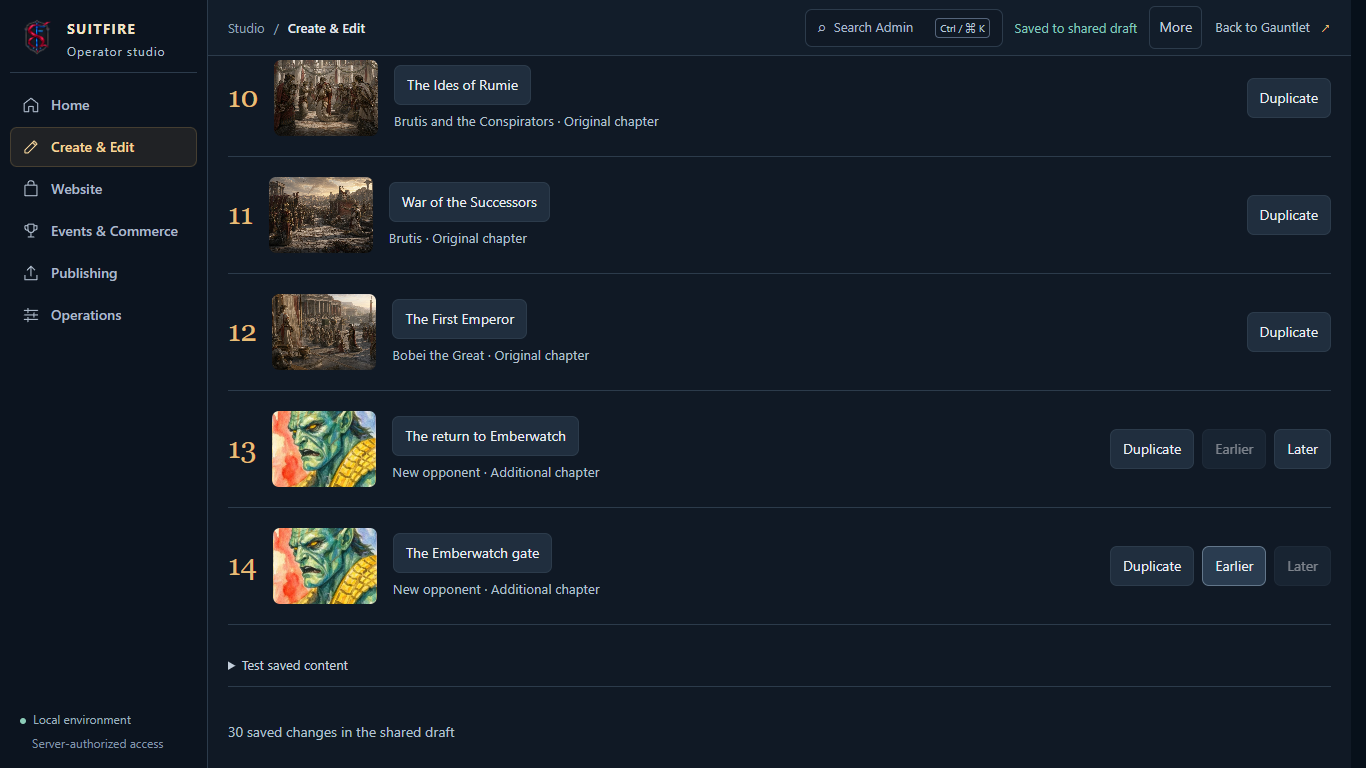 SUITFIRE
Operator studio
Home
Create & Edit
Website
Events & Commerce
Publishing
Operations
Local environment
Server-authorized access
Studio / Create & Edit
Search Admin Ctrl / ⌘ K
Saved to shared draft
More
Back to Gauntlet ↗
10
The Ides of Rumie
Brutis and the Conspirators · Original chapter
Duplicate
11
War of the Successors
Brutis · Original chapter
Duplicate
12
The First Emperor
Bobei the Great · Original chapter
Duplicate
13
The return to Emberwatch
New opponent · Additional chapter
Duplicate Earlier Later
14
The Emberwatch gate
New opponent · Additional chapter
Duplicate Earlier Later
Test saved content
30 saved changes in the shared draft